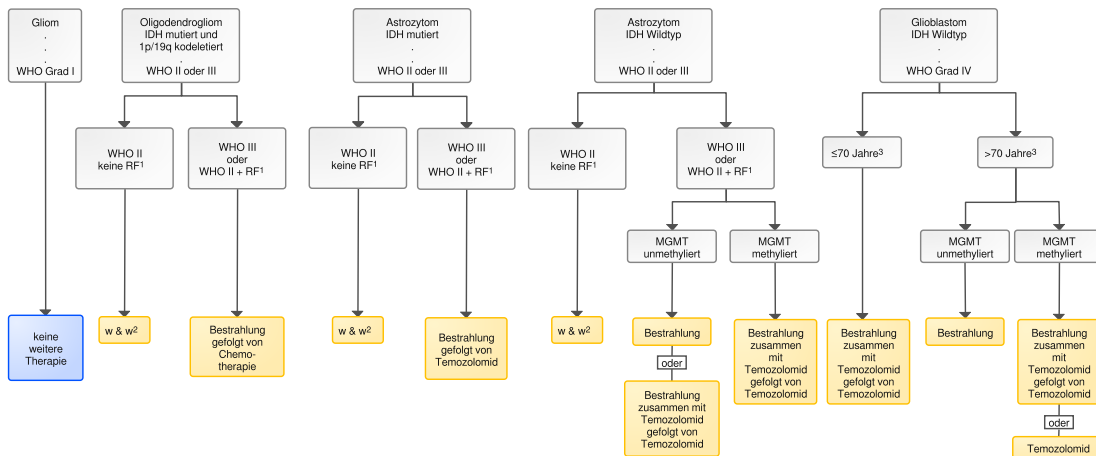 Gliom
.
.
.
WHO Grad I
Oligodendrogliom
IDH mutiert und
1p/19q kodeletiert
.
WHO II oder III
Astrozytom
IDH mutiert
.
.
WHO II oder III
Astrozytom
IDH Wildtyp
.
.
WHO II oder III
Glioblastom
IDH Wildtyp
.
.
WHO Grad IV
WHO II
keine RF¹
WHO III
oder
WHO II + RF¹
WHO II
keine RF¹
WHO III
oder
WHO II + RF¹
WHO II
keine RF¹
WHO III
oder
WHO II + RF¹
≤70 Jahre³
>70 Jahre³
MGMT
unmethyliert
MGMT
methyliert
MGMT
unmethyliert
MGMT
methyliert
keine
weitere
Therapie
w & w²
Bestrahlung
gefolgt von
Chemo-
therapie
w & w²
Bestrahlung
gefolgt von
Temozolomid
w & w²
Bestrahlung
oder
Bestrahlung
zusammen mit
Temozolomid
gefolgt von
Temozolomid
Bestrahlung
zusammen
mit
Temozolomid
gefolgt von
Temozolomid
Bestrahlung
zusammen
mit
Temozolomid
gefolgt von
Temozolomid
Bestrahlung
Bestrahlung
zusammen
mit
Temozolomid
gefolgt von
Temozolomid
oder
Temozolomid